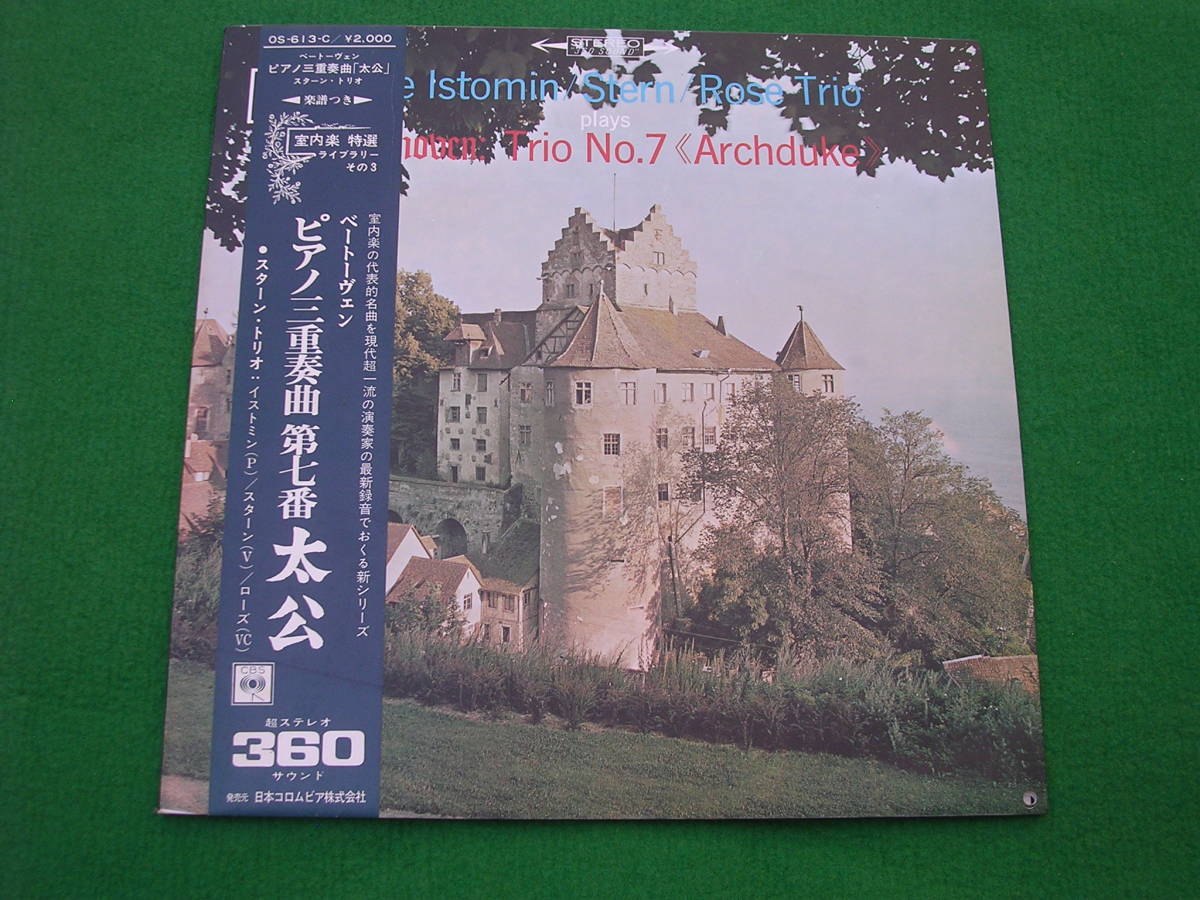 OS-613-C/¥2,000
ベートーヴェン
ピアノ三重奏曲「太公」
スターン・トリオ
楽譜つき
室内楽 特選
ライブラリー
その3
室内楽の代表的名曲を現代超一流の演奏家の最新録音でおくる新シリーズ
ベートーヴェン
ピアノ三重奏曲 第七番 太公
●スターン・トリオ:イストミン(P)/スターン(V)/ローズ(VC)
CBS
超ステレオ
360
サウンド
発売元 日本コロムビア株式会社
STEREO
360 SOUND
e Istomin/Stern/Rose Trio
plays
hoven: Trio No.7《Archduke》